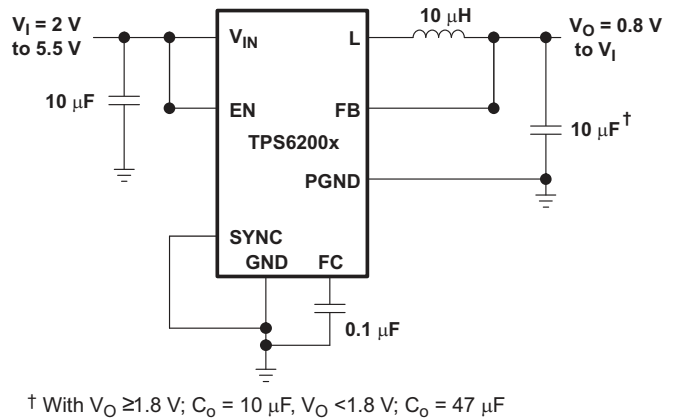 V_I = 2 V
to 5.5 V
10 μF
V_IN
EN
TPS6200x
L
FB
PGND
SYNC
GND
FC
10 μH
V_O = 0.8 V
to V_I
10 μF†
0.1 μF
† With V_O ≥1.8 V; C_o = 10 μF, V_O <1.8 V; C_o = 47 μF